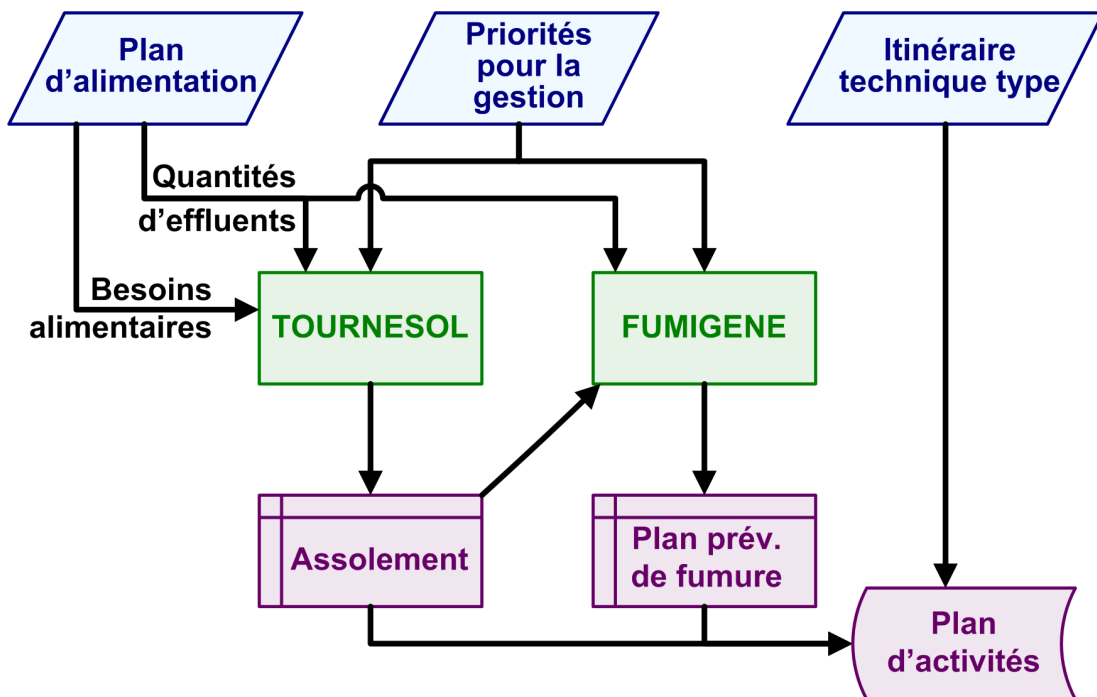 Plan
d’alimentation
Priorités
pour la
gestion
Itinéraire
technique type
Quantités
d’effluents
Besoins
alimentaires
TOURNESOL
FUMIGENE
Assolement
Plan prév.
de fumure
Plan
d’activités